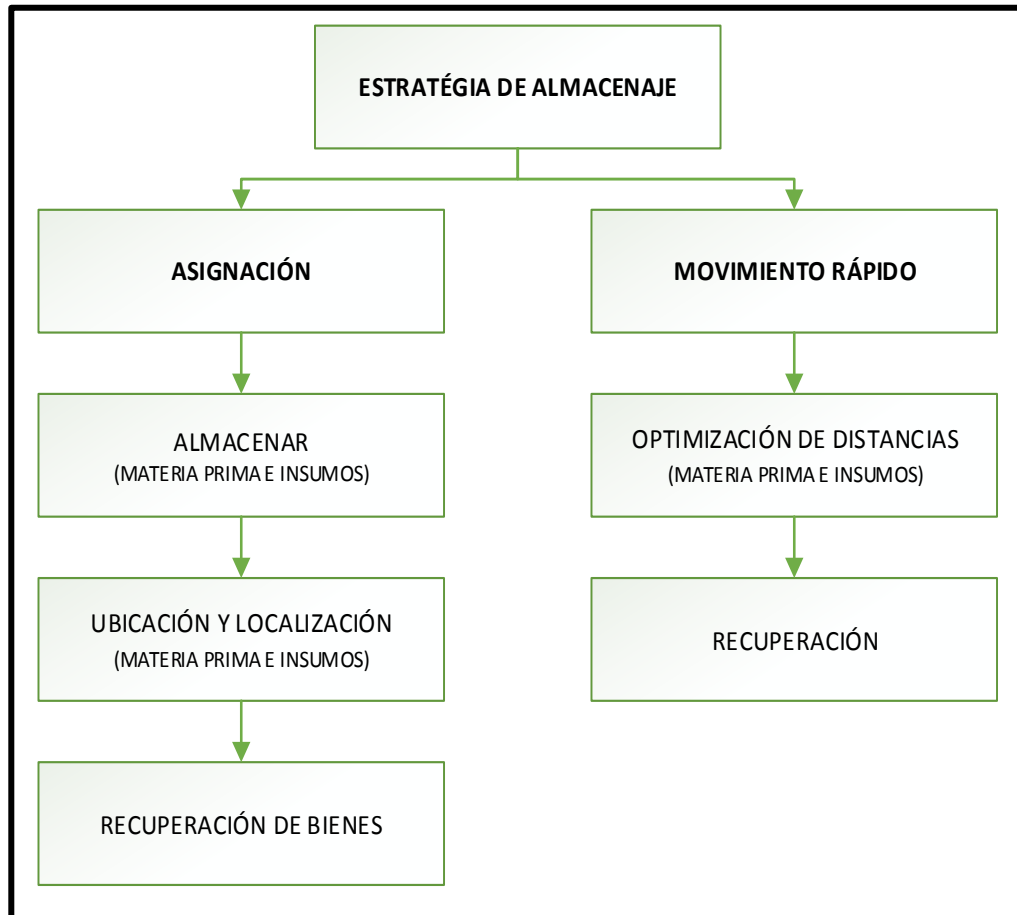 ESTRATÉGIA DE ALMACENAJE
ASIGNACIÓN
MOVIMIENTO RÁPIDO
ALMACENAR
(MATERIA PRIMA E INSUMOS)
OPTIMIZACIÓN DE DISTANCIAS
(MATERIA PRIMA E INSUMOS)
UBICACIÓN Y LOCALIZACIÓN
(MATERIA PRIMA E INSUMOS)
RECUPERACIÓN
RECUPERACIÓN DE BIENES